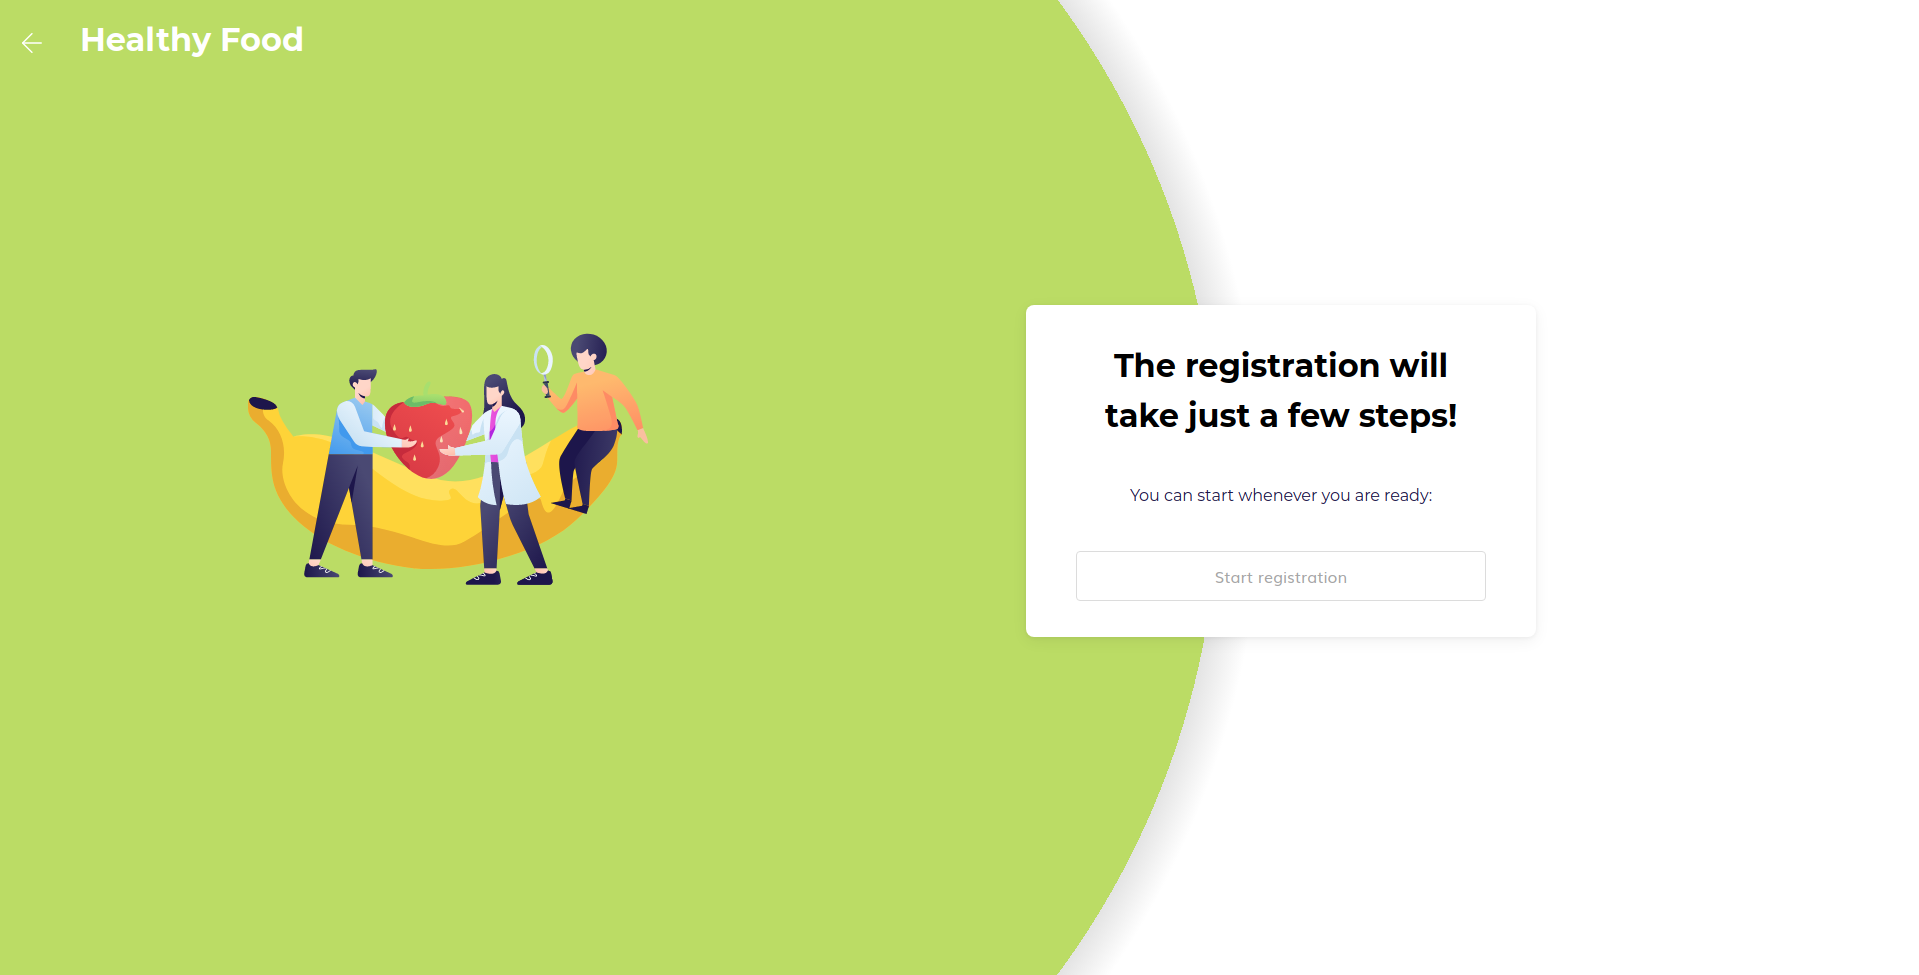 Healthy Food
The registration will
take just a few steps!
You can start whenever you are ready:
Start registration